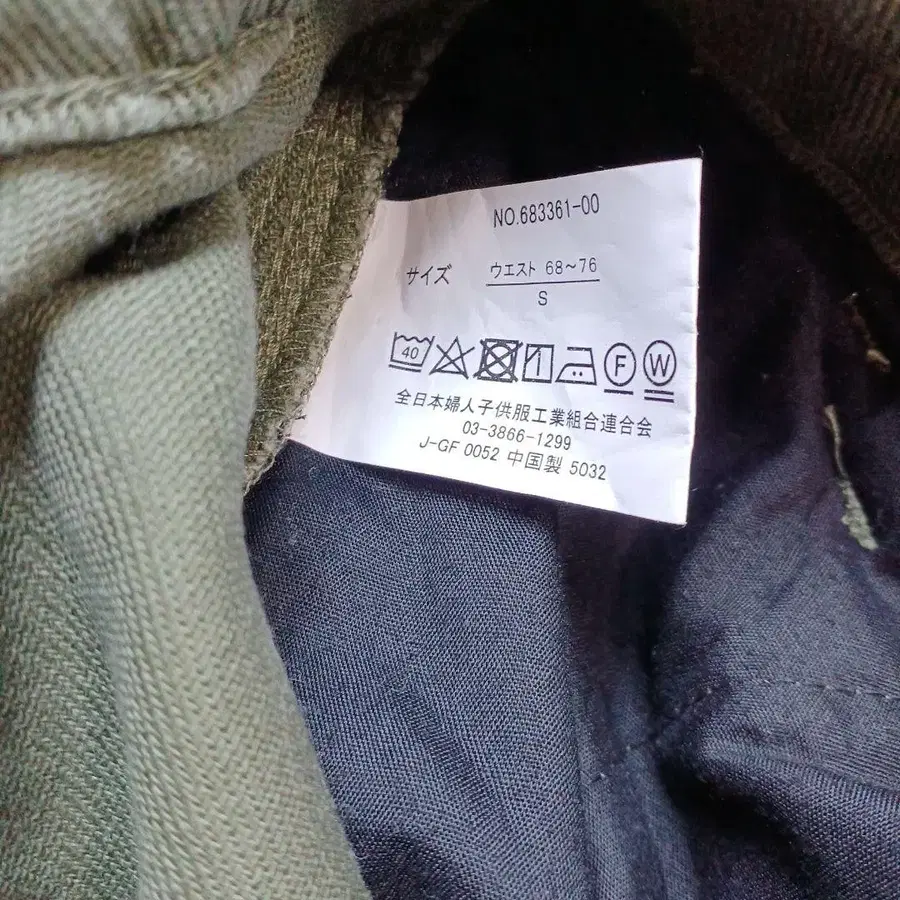 NO.683361-00
サイズ ウエスト 68~76
S
40
F W
全日本婦人子供服工業組合連合会
03-3866-1299
J-GF 0052 中国製 5032